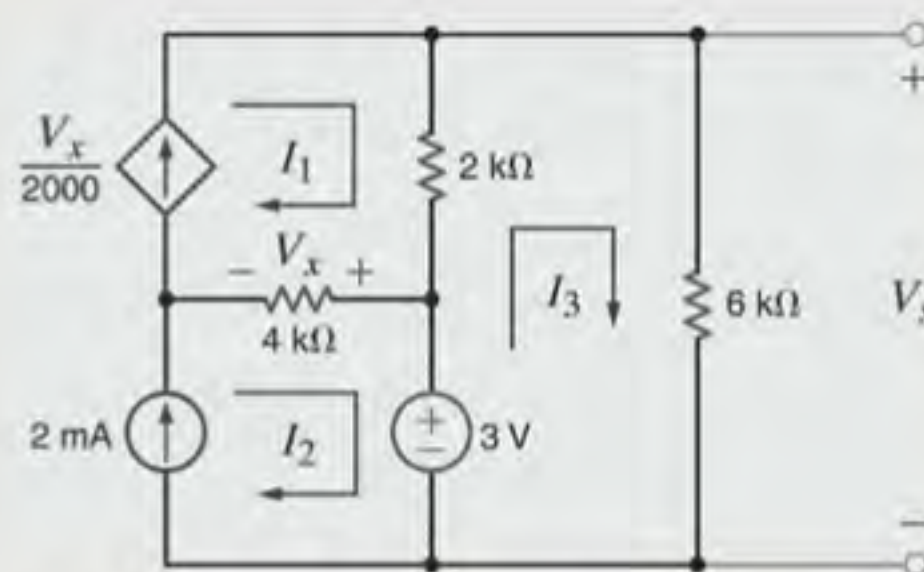 +
V_x
2000
I_1
2 kΩ
− V_x +
4 kΩ
I_3
6 kΩ
2 mA
I_2
+
−
3 V
−